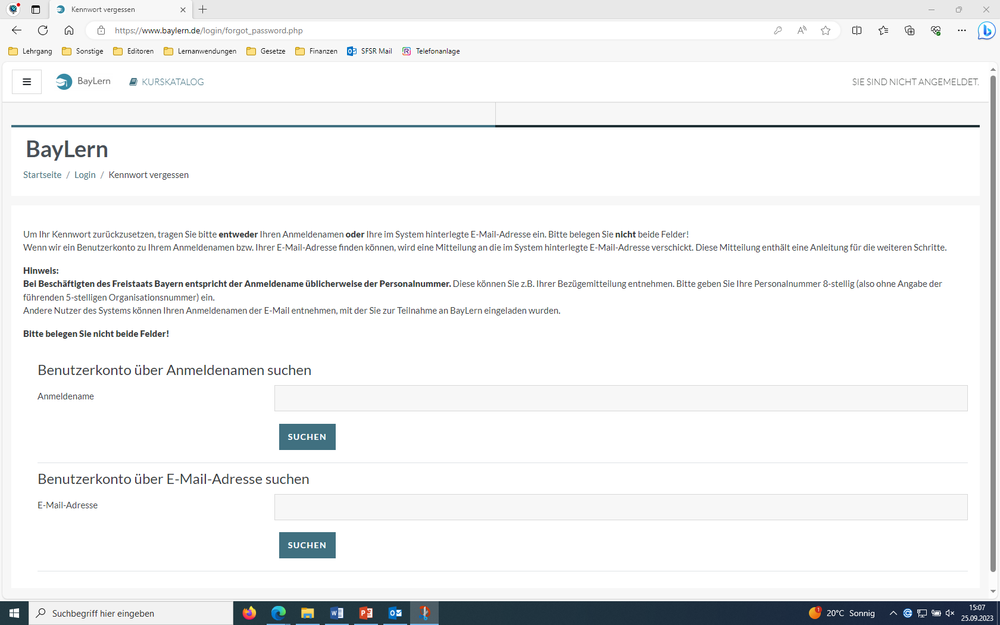 Kennwort vergessen
https://www.baylern.de/login/forgot_password.php
Lehrgang Sonstige Editoren Lernanwendungen Gesetze Finanzen SFSR Mail Telefonanlage
BayLern KURSKATALOG SIE SIND NICHT ANGEMELDET.
BayLern
Startseite / Login / Kennwort vergessen
Um Ihr Kennwort zurückzusetzen, tragen Sie bitte entweder Ihren Anmeldenamen oder Ihre im System hinterlegte E-Mail-Adresse ein. Bitte belegen Sie nicht beide Felder!
Wenn wir ein Benutzerkonto zu Ihrem Anmeldenamen bzw. Ihrer E-Mail-Adresse finden können, wird eine Mitteilung an die im System hinterlegte E-Mail-Adresse verschickt. Diese Mitteilung enthält eine Anleitung für die weiteren Schritte.
Hinweis:
Bei Beschäftigten des Freistaats Bayern entspricht der Anmeldename üblicherweise der Personalnummer. Diese können Sie z.B. Ihrer Bezügemitteilung entnehmen. Bitte geben Sie Ihre Personalnummer 8-stellig (also ohne Angabe der
führenden 5-stelligen Organisationsnummer) ein.
Andere Nutzer des Systems können Ihren Anmeldenamen der E-Mail entnehmen, mit der Sie zur Teilnahme an BayLern eingeladen wurden.
Bitte belegen Sie nicht beide Felder!
Benutzerkonto über Anmeldenamen suchen
Anmeldename
SUCHEN
Benutzerkonto über E-Mail-Adresse suchen
E-Mail-Adresse
SUCHEN
Suchbegriff hier eingeben
1
20°C Sonnig
15:07
25.09.2023